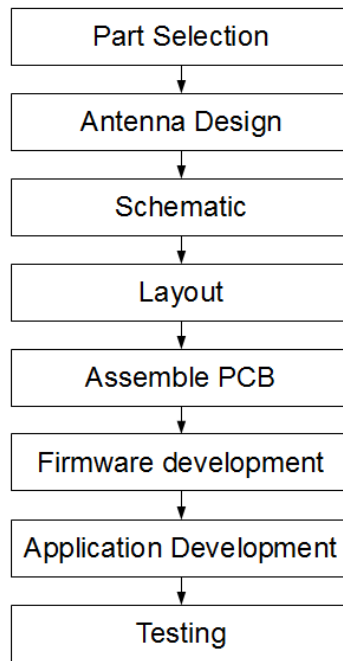 Part Selection
Antenna Design
Schematic
Layout
Assemble PCB
Firmware development
Application Development
Testing